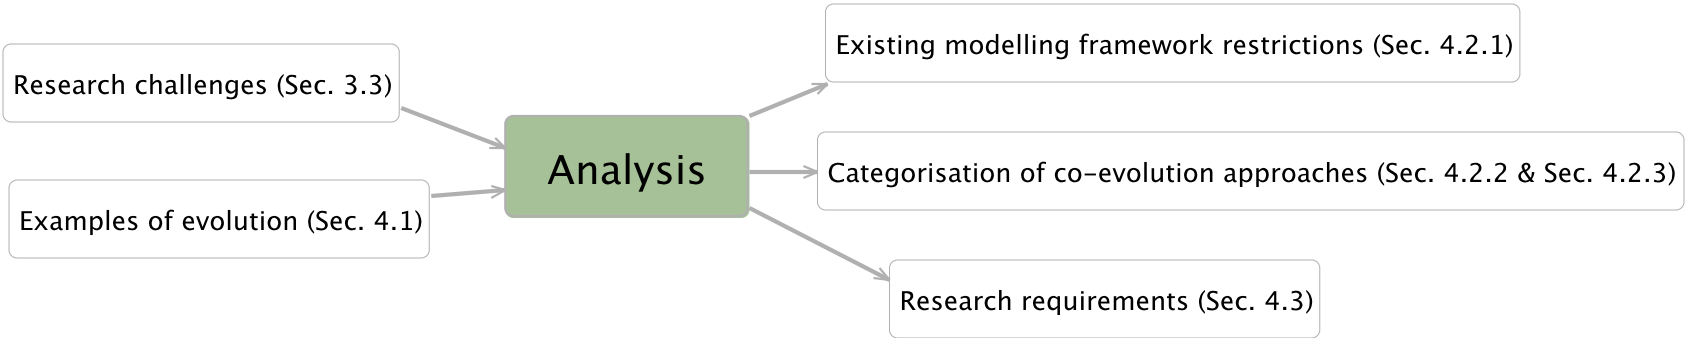 Research challenges (Sec. 3.3)
Examples of evolution (Sec. 4.1)
Analysis
Existing modelling framework restrictions (Sec. 4.2.1)
Categorisation of co-evolution approaches (Sec. 4.2.2 & Sec. 4.2.3)
Research requirements (Sec. 4.3)